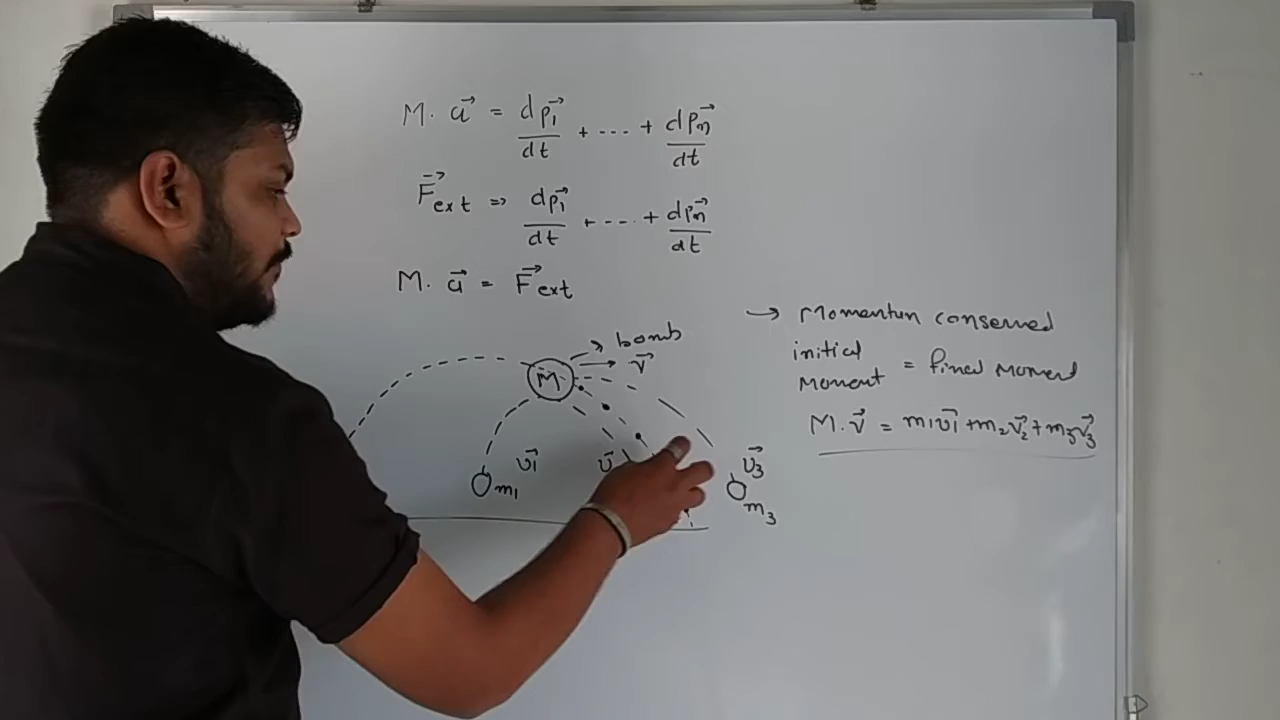 M. a⃗ = dp⃗1/dt + --- + dp⃗n/dt
F⃗ext => dp⃗1/dt + --- + dp⃗n/dt
M. a⃗ = F⃗ext
→ bomb
→ v⃗
M
v⃗1
v⃗
m1
v⃗3
m3
→ Momentum conserved
initial
moment = final moment
M. v⃗ = m1v⃗1 + m2v⃗2 + m3v⃗3